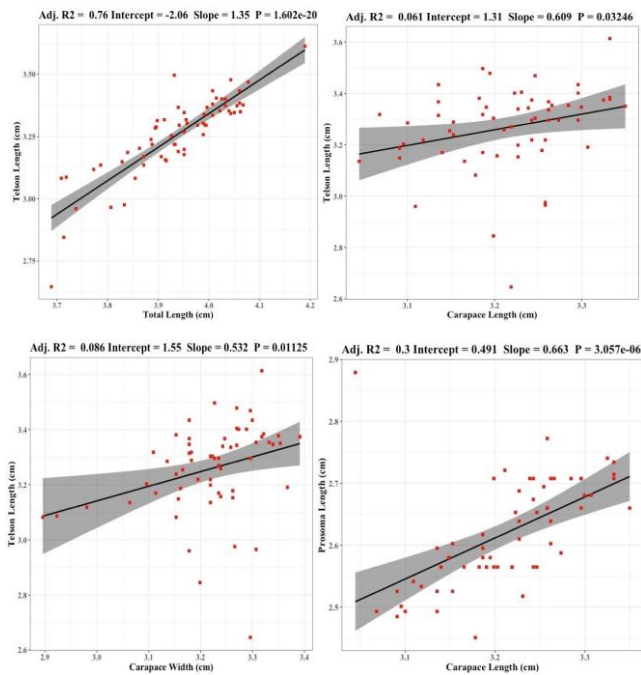 Adj. R2 = 0.76 Intercept = -2.06 Slope = 1.35 P = 1.602e-20
Telson Length (cm)
3.50
3.25
3.00
2.75
3.7 3.8 3.9 4.0 4.1 4.2
Total Length (cm)
Adj. R2 = 0.061 Intercept = 1.31 Slope = 0.609 P = 0.03246
Telson Length (cm)
3.6
3.4
3.2
3.0
2.8
2.6
3.1 3.2 3.3
Carapace Length (cm)
Adj. R2 = 0.086 Intercept = 1.55 Slope = 0.532 P = 0.01125
Telson Length (cm)
3.6
3.4
3.2
3.0
2.8
2.6
2.9 3.0 3.1 3.2 3.3 3.4
Carapace Width (cm)
Adj. R2 = 0.3 Intercept = 0.491 Slope = 0.663 P = 3.057e-06
Prosoma Length (cm)
2.9
2.8
2.7
2.6
2.5
3.1 3.2 3.3
Carapace Length (cm)